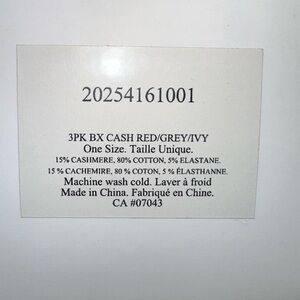 20254161001
3PK BX CASH RED/GREY/IVY
One Size. Taille Unique.
15% CASHMERE, 80% COTTON, 5% ELASTANE.
15 % CACHEMIRE, 80 % COTON, 5 % ÉLASTHANNE.
Machine wash cold. Laver à froid
Made in China. Fabriqué en Chine.
CA #07043